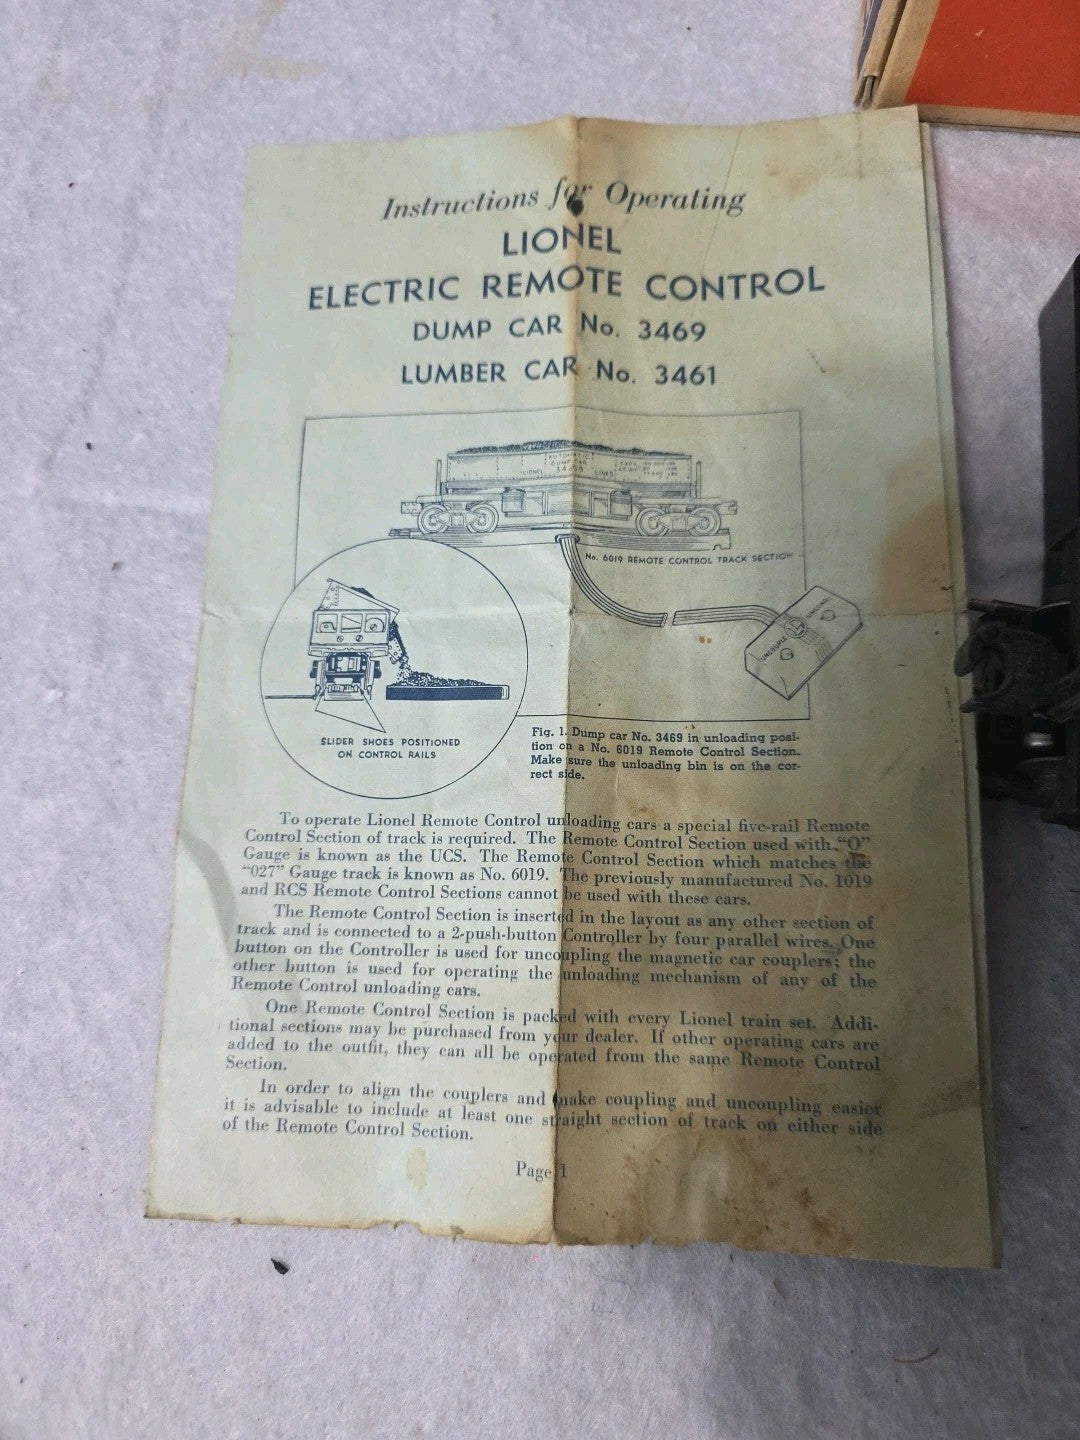 Instructions for Operating
LIONEL
ELECTRIC REMOTE CONTROL
DUMP CAR No. 3469
LUMBER CAR No. 3461
AUTOMATIC
DUMP CAR
LIONEL 3469 LINES
No. 6019 REMOTE CONTROL TRACK SECTION
UNCOUPLE
UNLOAD
SLIDER SHOES POSITIONED
ON CONTROL RAILS
Fig. 1. Dump car No. 3469 in unloading posi-
tion on a No. 6019 Remote Control Section.
Make sure the unloading bin is on the cor-
rect side.
To operate Lionel Remote Control unloading cars a special five-rail Remote
Control Section of track is required. The Remote Control Section used with "O"
Gauge is known as the UCS. The Remote Control Section which matches the
"027" Gauge track is known as No. 6019. The previously manufactured No. 1019
and RCS Remote Control Sections cannot be used with these cars.
The Remote Control Section is inserted in the layout as any other section of
track and is connected to a 2-push-button Controller by four parallel wires. One
button on the Controller is used for uncoupling the magnetic car couplers; the
other button is used for operating the unloading mechanism of any of the
Remote Control unloading cars.
One Remote Control Section is packed with every Lionel train set. Addi-
tional sections may be purchased from your dealer. If other operating cars are
added to the outfit, they can all be operated from the same Remote Control
Section.
In order to align the couplers and make coupling and uncoupling easier
it is advisable to include at least one straight section of track on either side
of the Remote Control Section.
Page 1